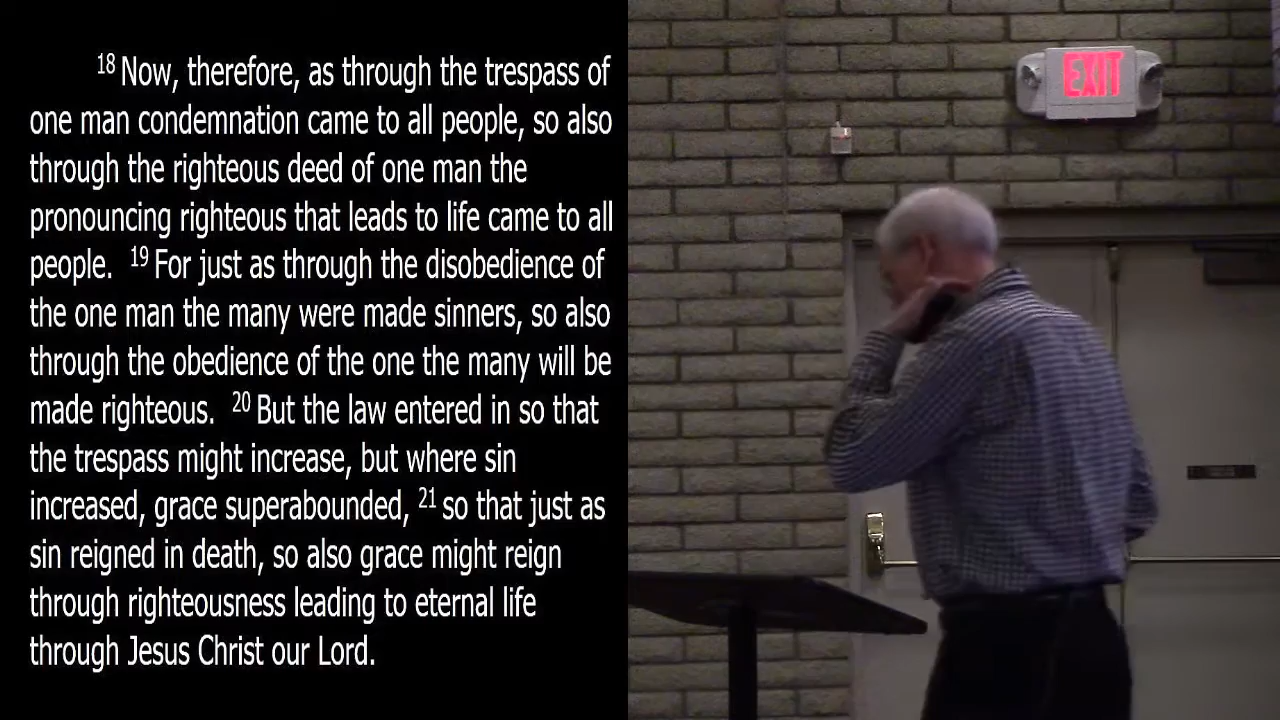 18 Now, therefore, as through the trespass of
one man condemnation came to all people, so also
through the righteous deed of one man the
pronouncing righteous that leads to life came to all
people. 19 For just as through the disobedience of
the one man the many were made sinners, so also
through the obedience of the one the many will be
made righteous. 20 But the law entered in so that
the trespass might increase, but where sin
increased, grace superabounded, 21 so that just as
sin reigned in death, so also grace might reign
through righteousness leading to eternal life
through Jesus Christ our Lord.
EXIT